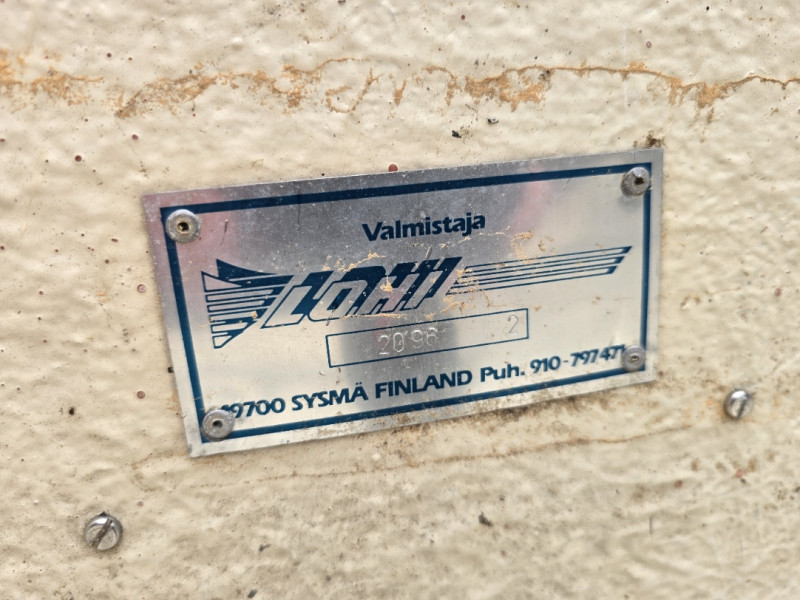 Valmistaja
LOHI
2098 2
19700 SYSMÄ FINLAND Puh. 910-797471